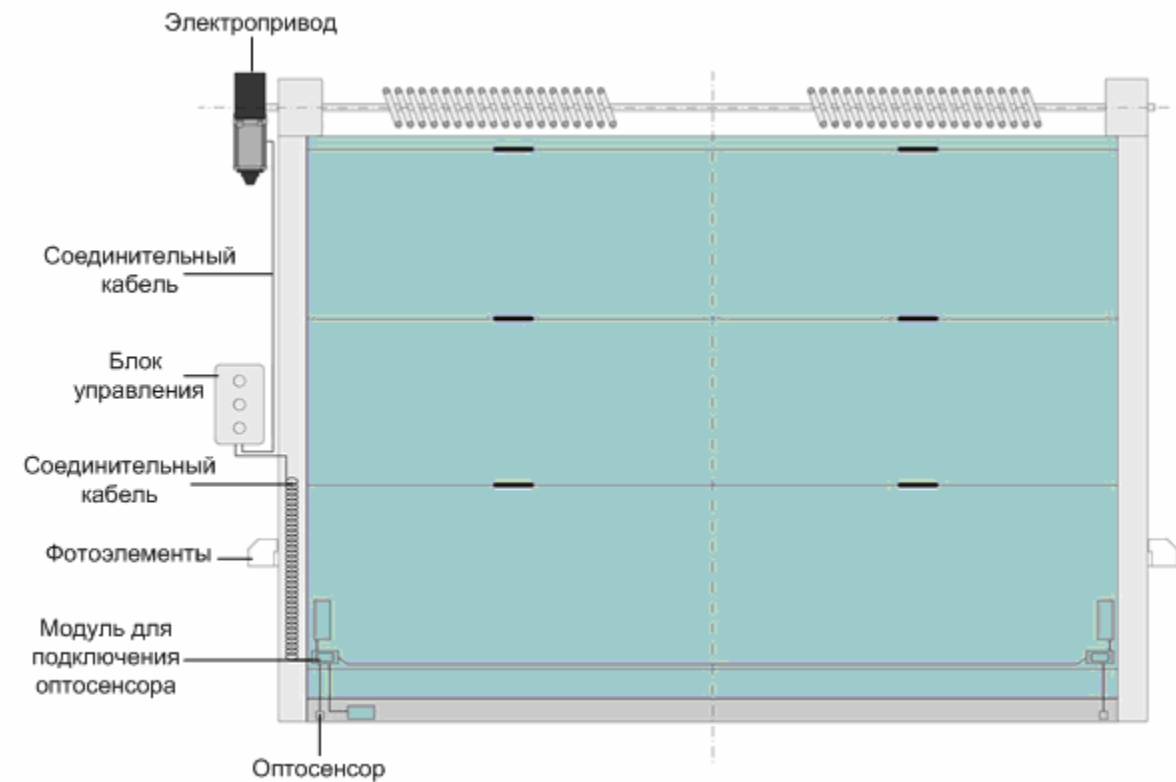 Электропривод
Соединительный
кабель
Блок
управления
Соединительный
кабель
Фотоэлементы
Модуль для
подключения
оптосенсора
Оптосенсор